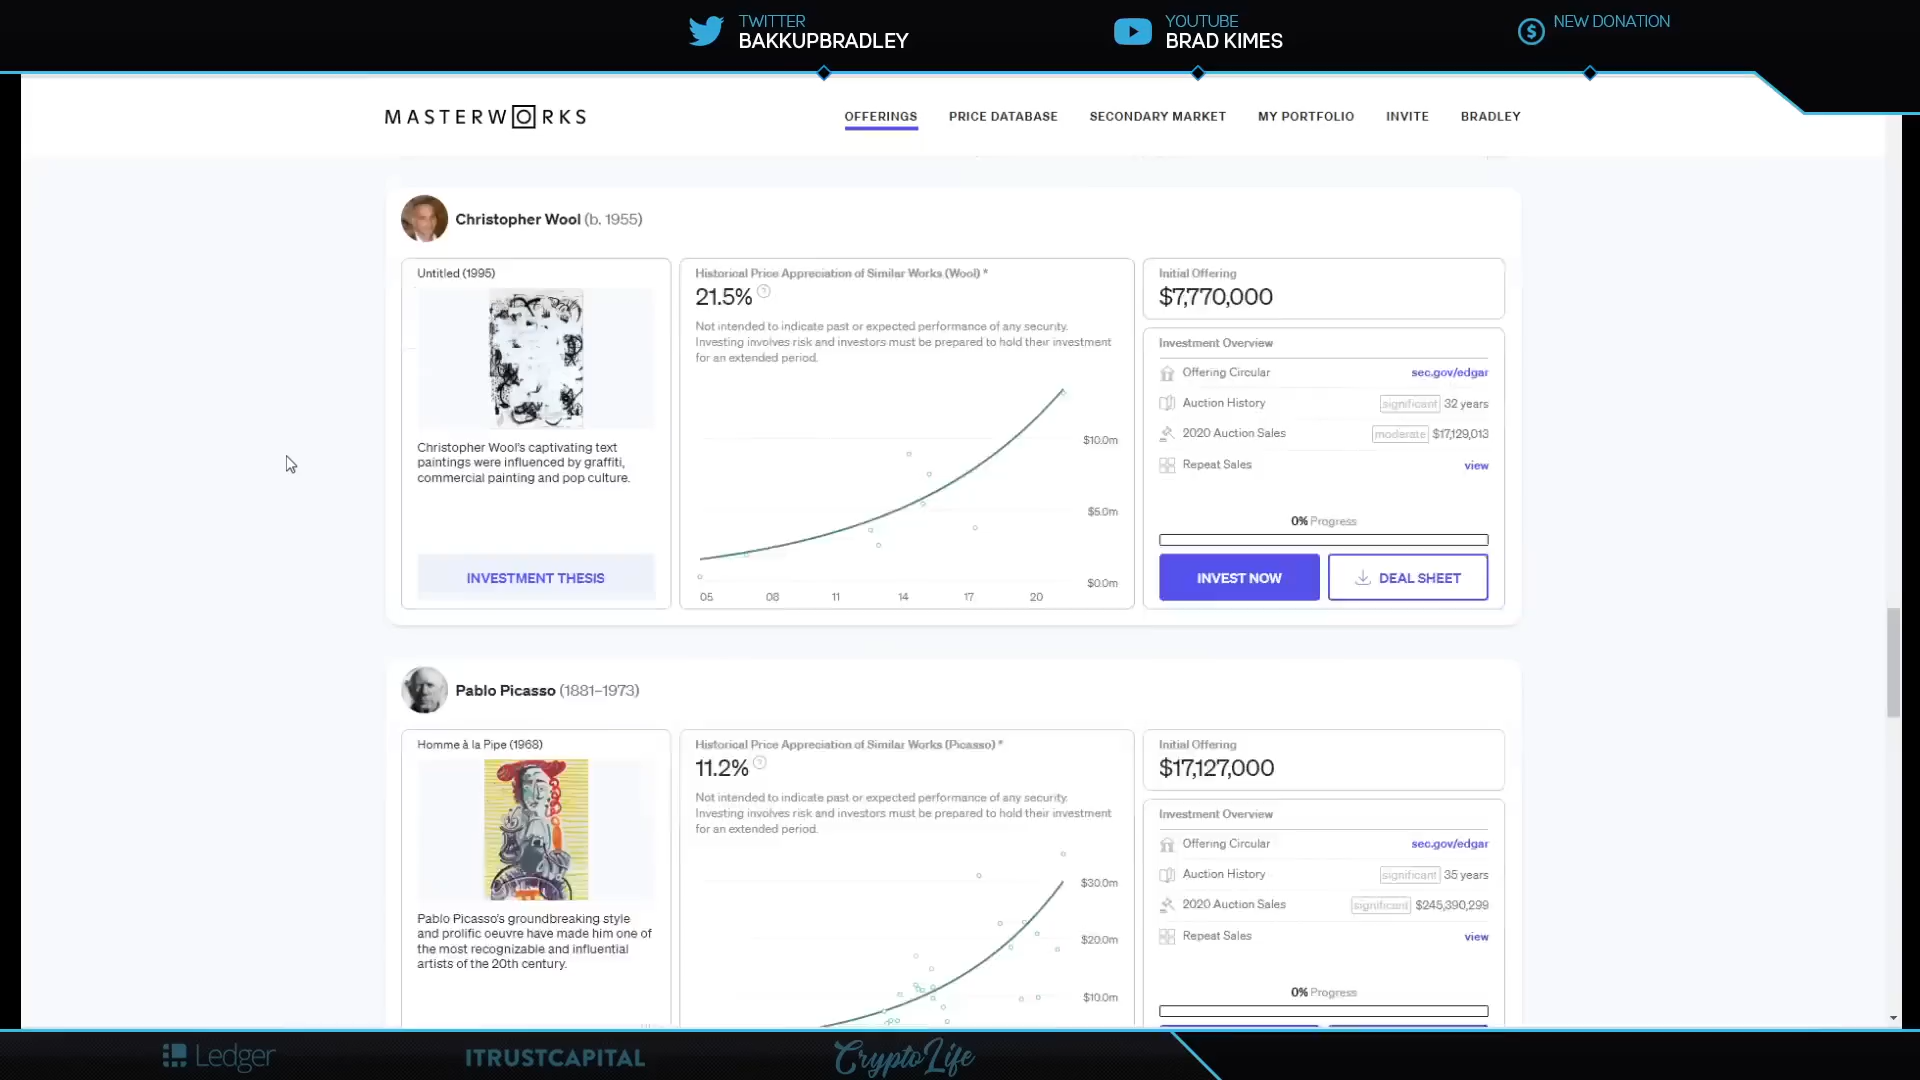 TWITTER
BAKKUPBRADLEY
YOUTUBE
BRAD KIMES
NEW DONATION
MASTERWORKS
OFFERINGS
PRICE DATABASE
SECONDARY MARKET
MY PORTFOLIO
INVITE
BRADLEY
Christopher Wool (b. 1955)
Untitled (1995)
Christopher Wool's captivating text
paintings were influenced by graffiti,
commercial painting and pop culture.
INVESTMENT THESIS
Historical Price Appreciation of Similar Works (Wool) *
21.5% ?
Not intended to indicate past or expected performance of any security.
Investing involves risk and investors must be prepared to hold their investment
for an extended period.
$10.0m
$5.0m
$0.0m
05 08 11 14 17 20
Initial Offering
$7,770,000
Investment Overview
Offering Circular sec.gov/edgar
Auction History significant 32 years
2020 Auction Sales moderate $17,129,013
Repeat Sales view
0% Progress
INVEST NOW
DEAL SHEET
Pablo Picasso (1881–1973)
Homme à la Pipe (1968)
Pablo Picasso's groundbreaking style
and prolific oeuvre have made him one of
the most recognizable and influential
artists of the 20th century.
Historical Price Appreciation of Similar Works (Picasso) *
11.2% ?
Not intended to indicate past or expected performance of any security.
Investing involves risk and investors must be prepared to hold their investment
for an extended period.
$30.0m
$20.0m
$10.0m
Initial Offering
$17,127,000
Investment Overview
Offering Circular sec.gov/edgar
Auction History significant 35 years
2020 Auction Sales significant $245,390,299
Repeat Sales view
0% Progress
Ledger
ITRUSTCAPITAL
CryptoLife